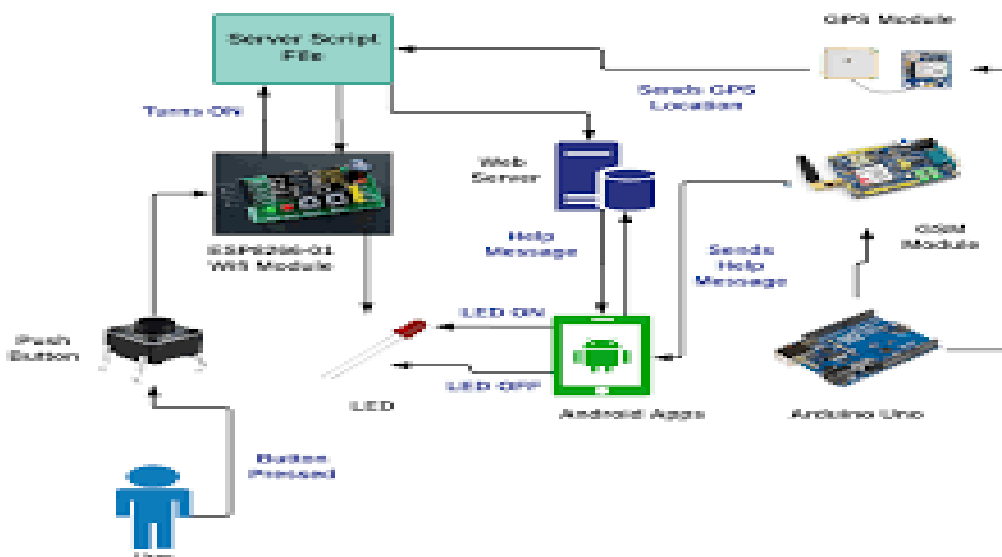 GPS Module
Server Script
File
Sends GPS
Location
Turns ON
Web
Server
ESP8266-01
Wifi Module
Help
Message
GSM
Module
Sends
Help
Message
Push
Button
LED ON
LED OFF
LED
Android Apps
Arduino Uno
Button
Pressed
User